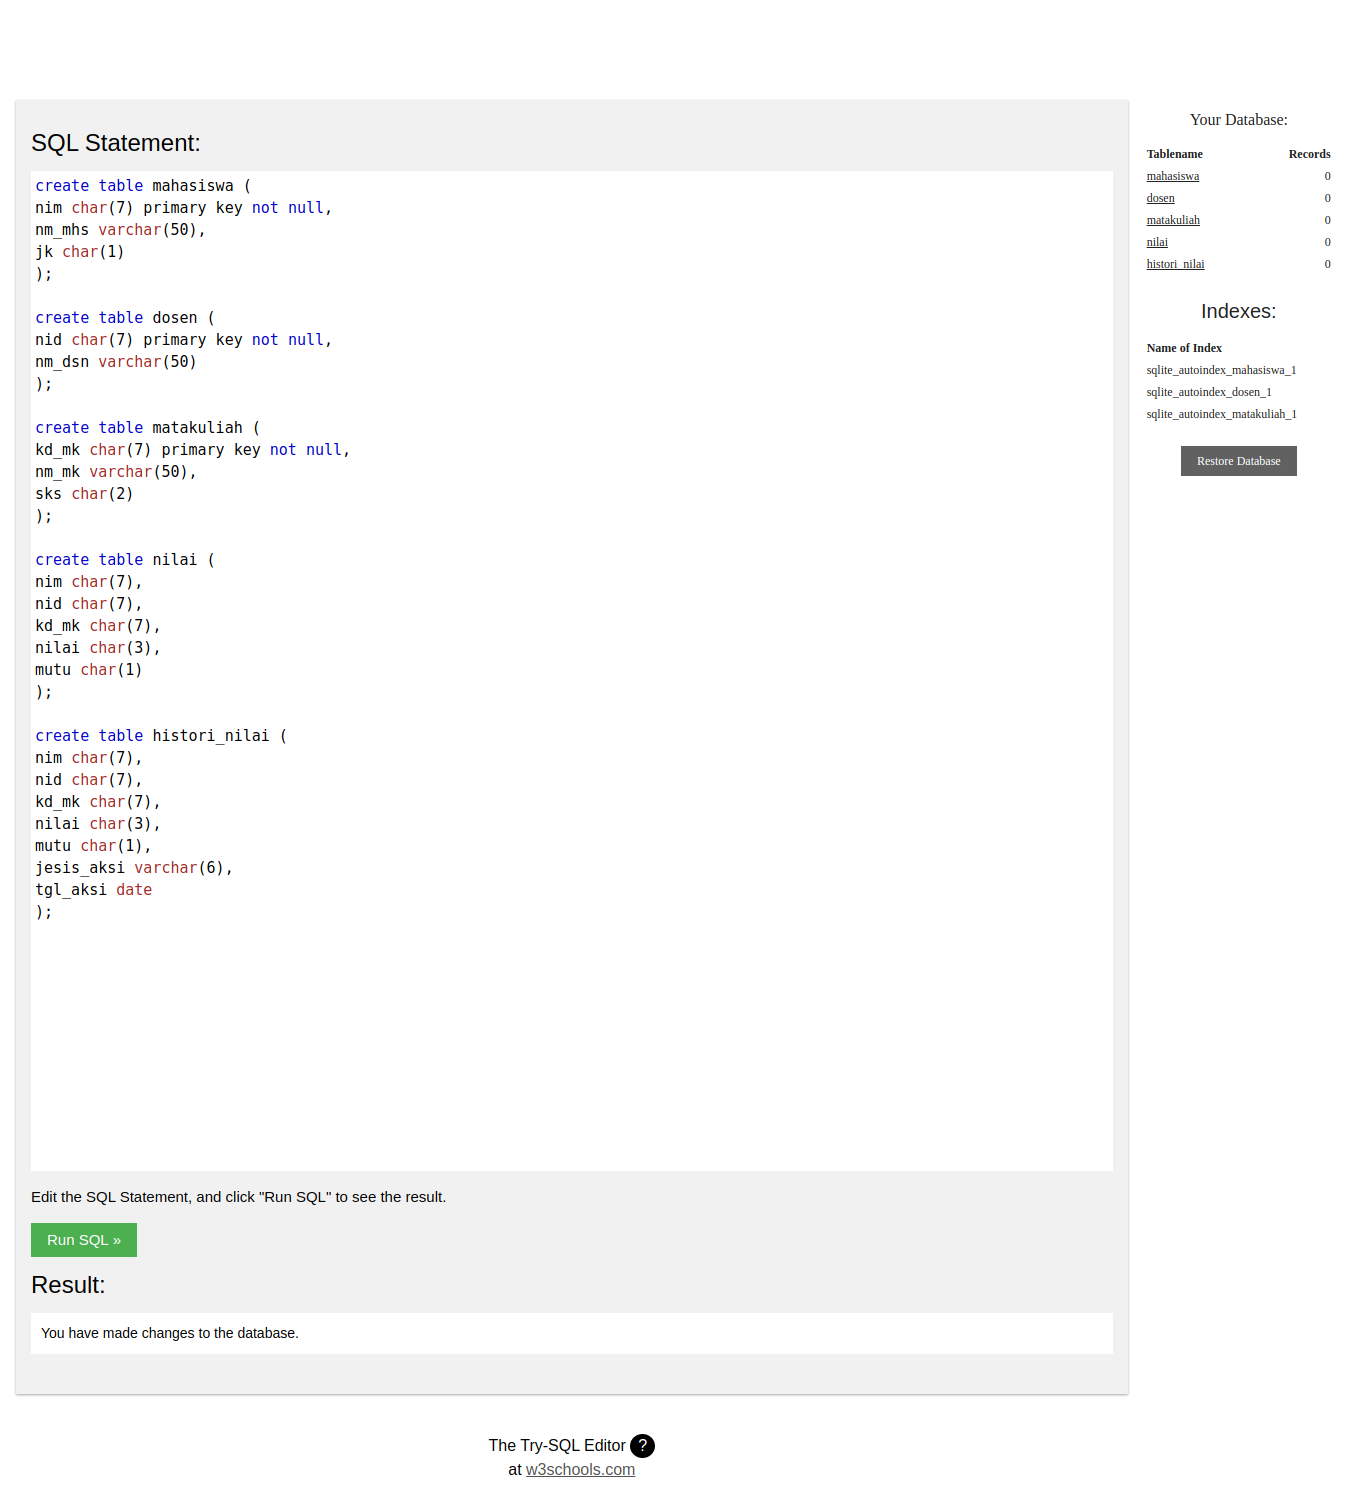 SQL Statement:
create table mahasiswa (
nim char(7) primary key not null,
nm_mhs varchar(50),
jk char(1)
);
create table dosen (
nid char(7) primary key not null,
nm_dsn varchar(50)
);
create table matakuliah (
kd_mk char(7) primary key not null,
nm_mk varchar(50),
sks char(2)
);
create table nilai (
nim char(7),
nid char(7),
kd_mk char(7),
nilai char(3),
mutu char(1)
);
create table histori_nilai (
nim char(7),
nid char(7),
kd_mk char(7),
nilai char(3),
mutu char(1),
jesis_aksi varchar(6),
tgl_aksi date
);
Edit the SQL Statement, and click "Run SQL" to see the result.
Run SQL »
Result:
You have made changes to the database.
The Try-SQL Editor ?
at w3schools.com
Your Database:
Tablename Records
mahasiswa 0
dosen 0
matakuliah 0
nilai 0
histori_nilai 0
Indexes:
Name of Index
sqlite_autoindex_mahasiswa_1
sqlite_autoindex_dosen_1
sqlite_autoindex_matakuliah_1
Restore Database